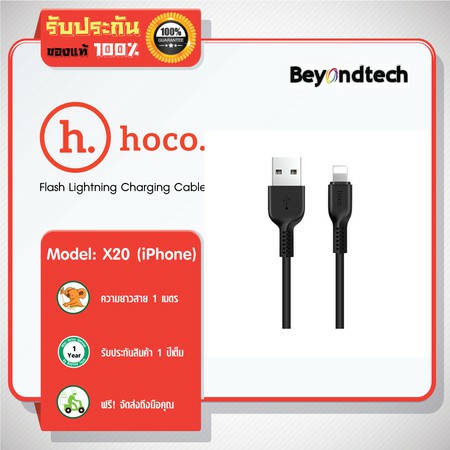 รับประกัน
ของแท้ 100%
100%
GUARANTEE
Beyondtech
h. hoco.
Flash Lightning Charging Cable
hoco.
Model: X20 (iPhone)
ความยาวสาย 1 เมตร
1
Year
รับประกันสินค้า 1 ปีเต็ม
ฟรี! จัดส่งถึงมือคุณ